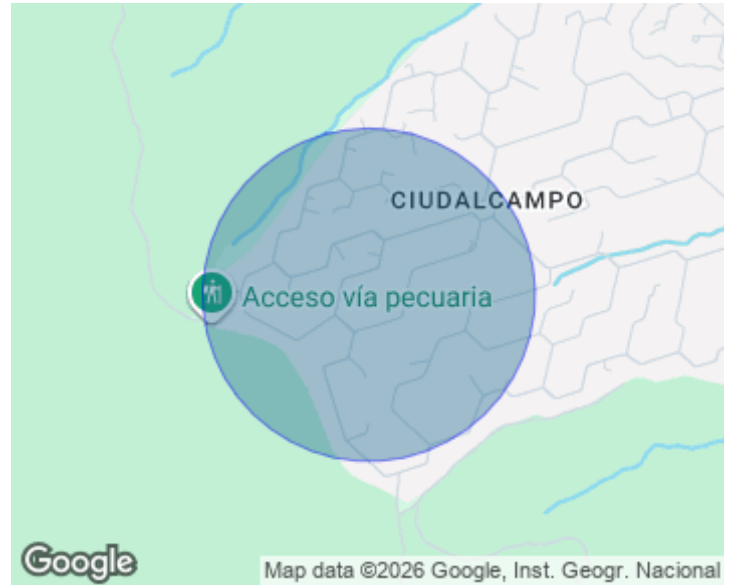 CIUDALCAMPO
Acceso vía pecuaria
Google
Map data ©2026 Google, Inst. Geogr. Nacional